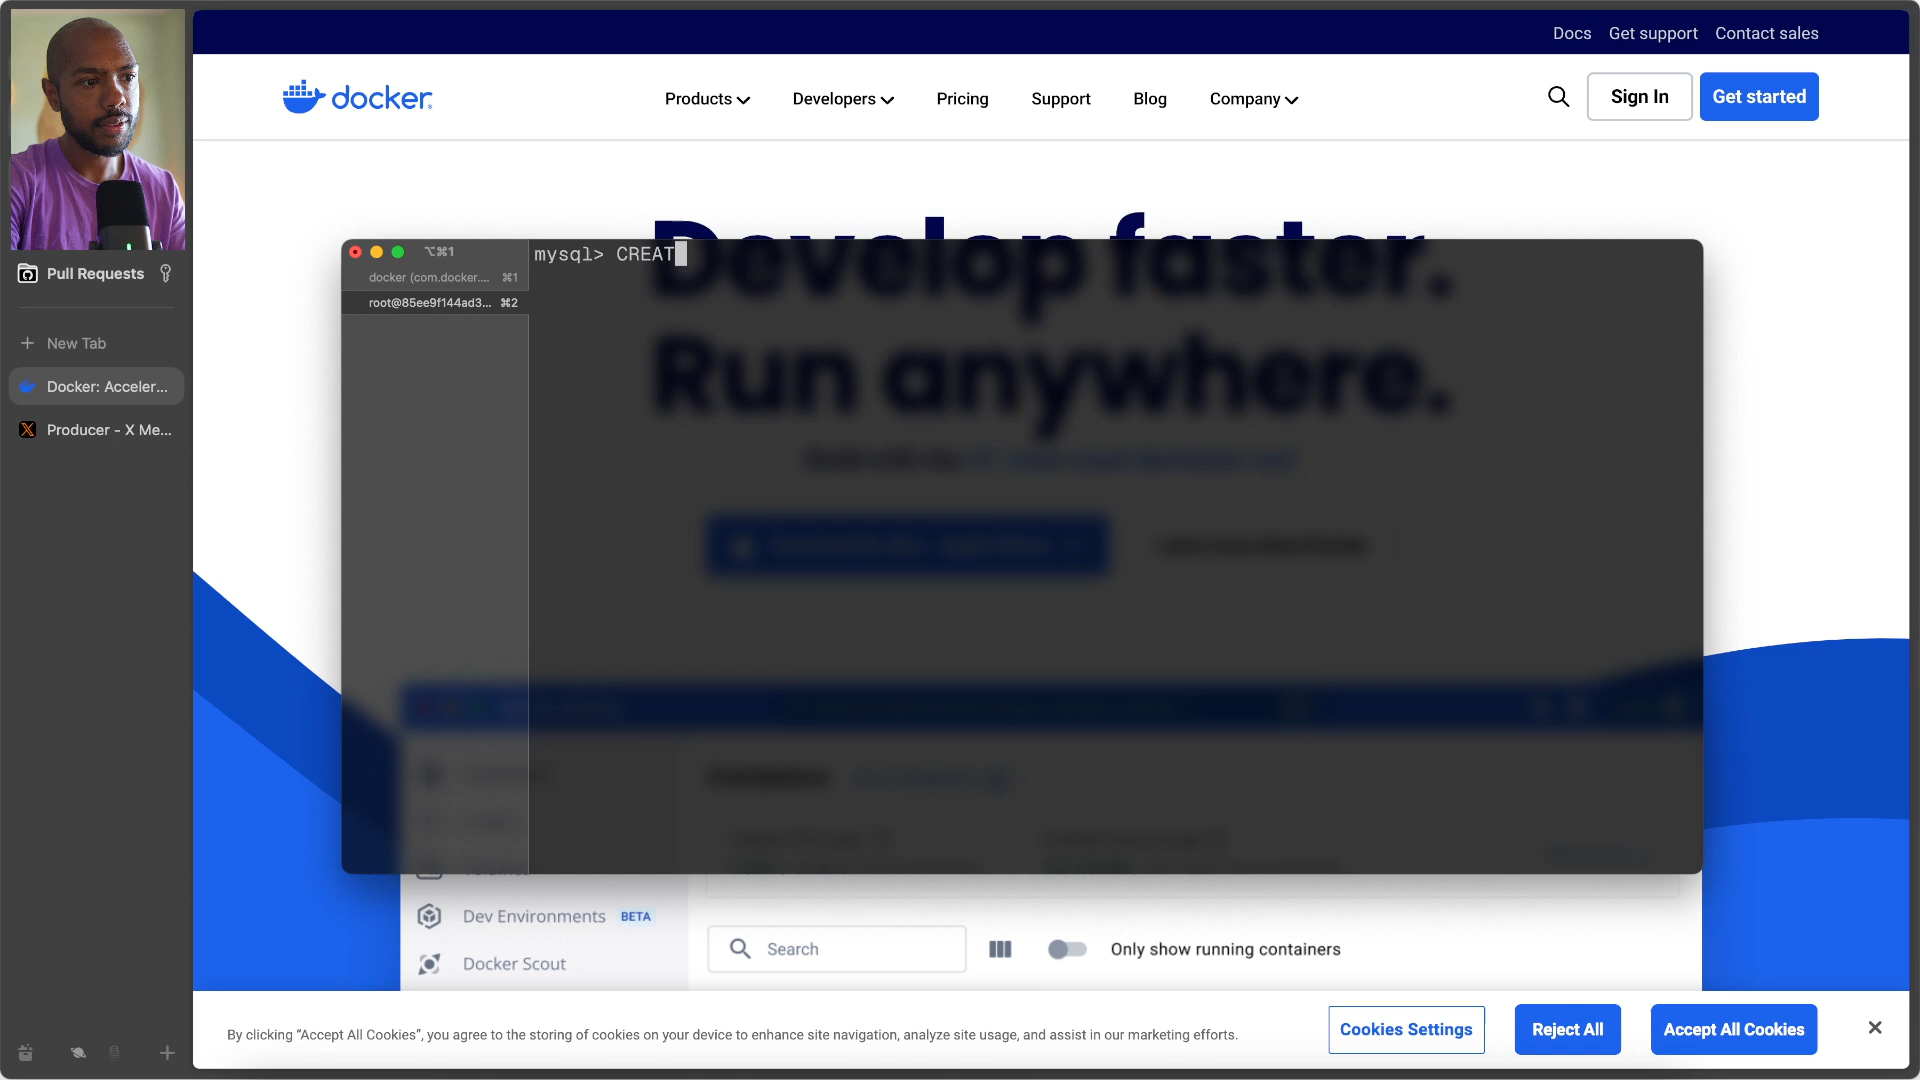 Docs Get support Contact sales
docker
Products Developers Pricing Support Blog Company Sign In Get started
Pull Requests
New Tab
Docker: Acceler...
Producer - X Me...
Develop faster.
Run anywhere.
⌥⌘1
docker (com.docker.... ⌘1
root@85ee9f144ad3... ⌘2
mysql> CREAT
Dev Environments BETA
Docker Scout
Search Only show running containers
By clicking “Accept All Cookies”, you agree to the storing of cookies on your device to enhance site navigation, analyze site usage, and assist in our marketing efforts.
Cookies Settings Reject All Accept All Cookies